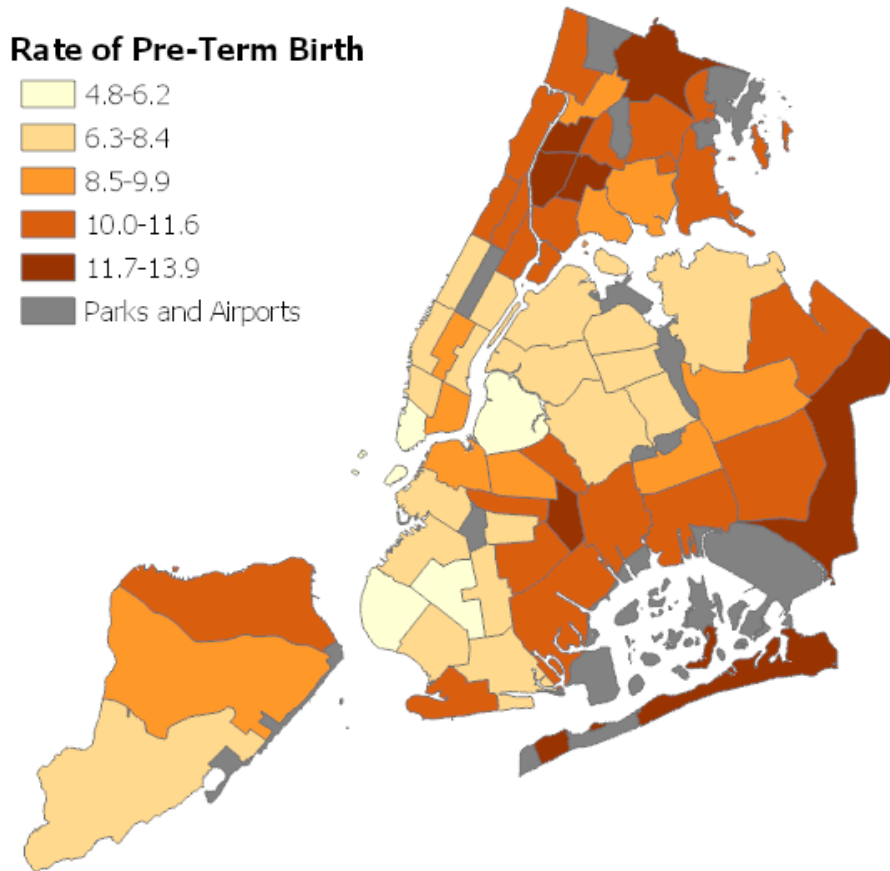 Rate of Pre-Term Birth
4.8-6.2
6.3-8.4
8.5-9.9
10.0-11.6
11.7-13.9
Parks and Airports